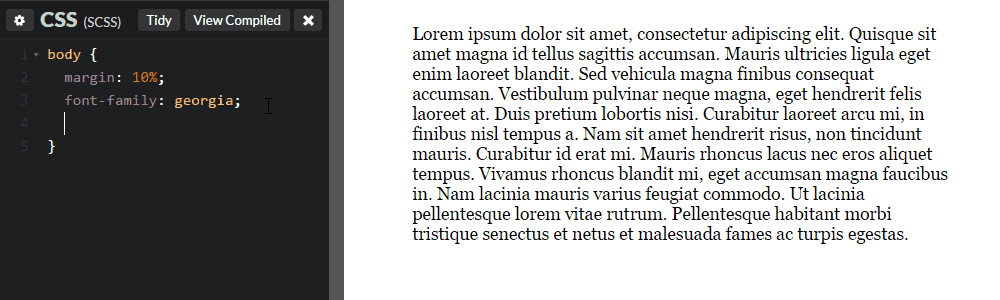 CSS (SCSS) Tidy View Compiled ×
1 body {
2 margin: 10%;
3 font-family: georgia;
4
5 }
Lorem ipsum dolor sit amet, consectetur adipiscing elit. Quisque sit
amet magna id tellus sagittis accumsan. Mauris ultricies ligula eget
enim laoreet blandit. Sed vehicula magna finibus consequat
accumsan. Vestibulum pulvinar neque magna, eget hendrerit felis
laoreet at. Duis pretium lobortis nisi. Curabitur laoreet arcu mi, in
finibus nisl tempus a. Nam sit amet hendrerit risus, non tincidunt
mauris. Curabitur id erat mi. Mauris rhoncus lacus nec eros aliquet
tempus. Vivamus rhoncus blandit mi, eget accumsan magna faucibus
in. Nam lacinia mauris varius feugiat commodo. Ut lacinia
pellentesque lorem vitae rutrum. Pellentesque habitant morbi
tristique senectus et netus et malesuada fames ac turpis egestas.